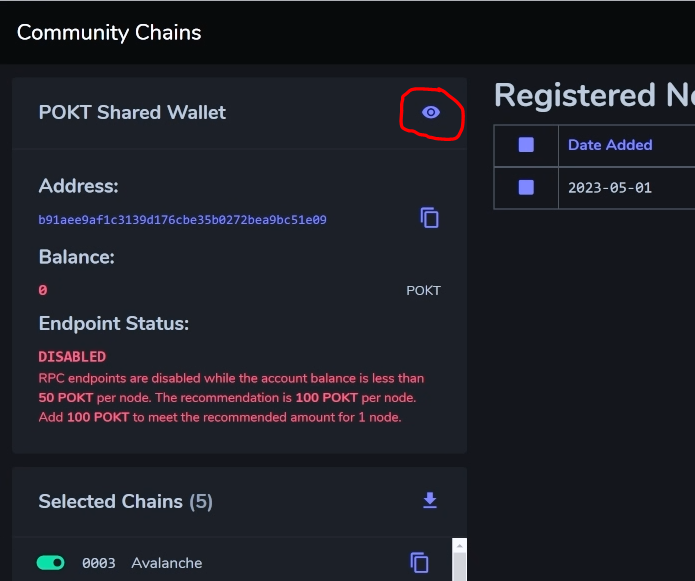 Community Chains
POKT Shared Wallet
Registered N
Date Added
2023-05-01
Address:
b91aee9af1c3139d176cbe35b0272bea9bc51e09
Balance:
0 POKT
Endpoint Status:
DISABLED
RPC endpoints are disabled while the account balance is less than
50 POKT per node. The recommendation is 100 POKT per node.
Add 100 POKT to meet the recommended amount for 1 node.
Selected Chains (5)
0003 Avalanche